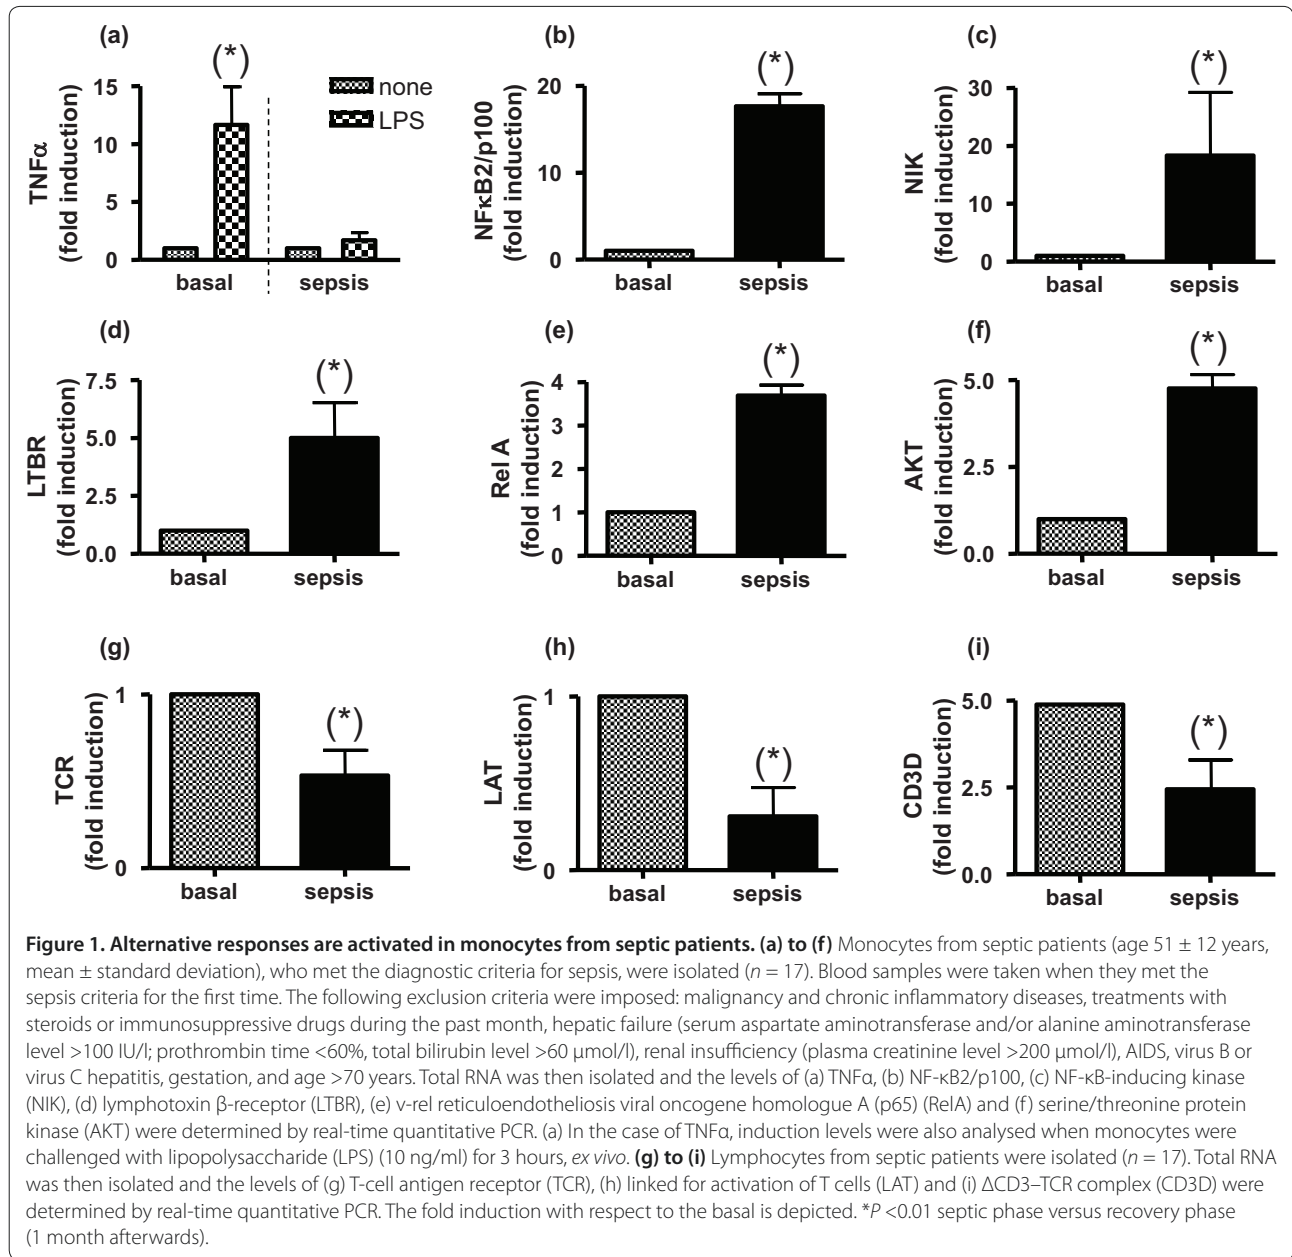 (a)
(*)
15
10
5
0
TNFα
(fold induction)
none
LPS
basal
sepsis
(b)
(*)
20
10
0
NFκB2/p100
(fold induction)
basal
sepsis
(c)
(*)
30
20
10
0
NIK
(fold induction)
basal
sepsis
(d)
(*)
7.5
5.0
2.5
0.0
LTBR
(fold induction)
basal
sepsis
(e)
(*)
4
3
2
1
0
Rel A
(fold induction)
basal
sepsis
(f)
(*)
5.0
2.5
0.0
AKT
(fold induction)
basal
sepsis
(g)
(*)
1
0
TCR
(fold induction)
basal
sepsis
(h)
(*)
1
0
LAT
(fold induction)
basal
sepsis
(i)
(*)
5.0
2.5
0.0
CD3D
(fold induction)
basal
sepsis
Figure 1. Alternative responses are activated in monocytes from septic patients. (a) to (f) Monocytes from septic patients (age 51 ± 12 years,
mean ± standard deviation), who met the diagnostic criteria for sepsis, were isolated (n = 17). Blood samples were taken when they met the
sepsis criteria for the first time. The following exclusion criteria were imposed: malignancy and chronic inflammatory diseases, treatments with
steroids or immunosuppressive drugs during the past month, hepatic failure (serum aspartate aminotransferase and/or alanine aminotransferase
level >100 IU/l; prothrombin time <60%, total bilirubin level >60 μmol/l), renal insufficiency (plasma creatinine level >200 μmol/l), AIDS, virus B or
virus C hepatitis, gestation, and age >70 years. Total RNA was then isolated and the levels of (a) TNFα, (b) NF-κB2/p100, (c) NF-κB-inducing kinase
(NIK), (d) lymphotoxin β-receptor (LTBR), (e) v-rel reticuloendotheliosis viral oncogene homologue A (p65) (RelA) and (f) serine/threonine protein
kinase (AKT) were determined by real-time quantitative PCR. (a) In the case of TNFα, induction levels were also analysed when monocytes were
challenged with lipopolysaccharide (LPS) (10 ng/ml) for 3 hours, ex vivo. (g) to (i) Lymphocytes from septic patients were isolated (n = 17). Total RNA
was then isolated and the levels of (g) T-cell antigen receptor (TCR), (h) linked for activation of T cells (LAT) and (i) ΔCD3–TCR complex (CD3D) were
determined by real-time quantitative PCR. The fold induction with respect to the basal is depicted. *P <0.01 septic phase versus recovery phase
(1 month afterwards).